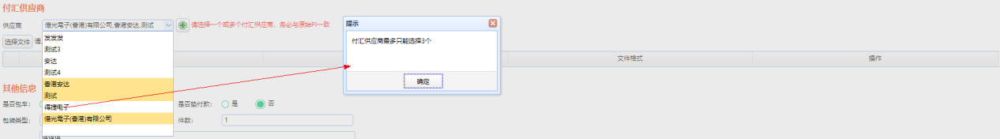 付汇供应商
供应商
億光電子(香港)有限公司,香港安达,测试
请选择一个或多个付汇供应商，务必与原始PI一致
选择文件 请
发发发
测试3
安达
测试4
香港安达
测试
得捷电子
億光電子(香港)有限公司
提示
付汇供应商最多只能选择3个
确定
文件格式
操作
其他信息
是否包车：
是否垫付款：
是
否
包装类型：
件数：
1